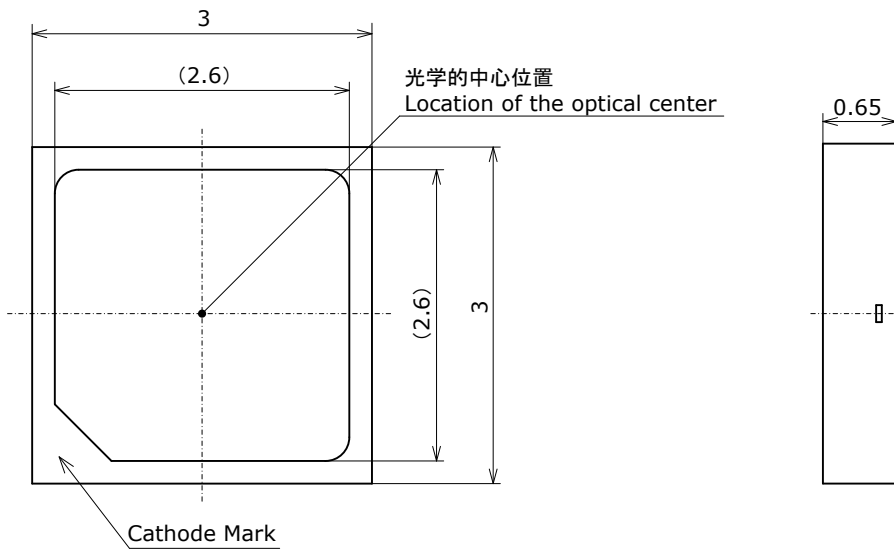 3
(2.6)
光学的中心位置
Location of the optical center
0.65
(2.6)
3
Cathode Mark